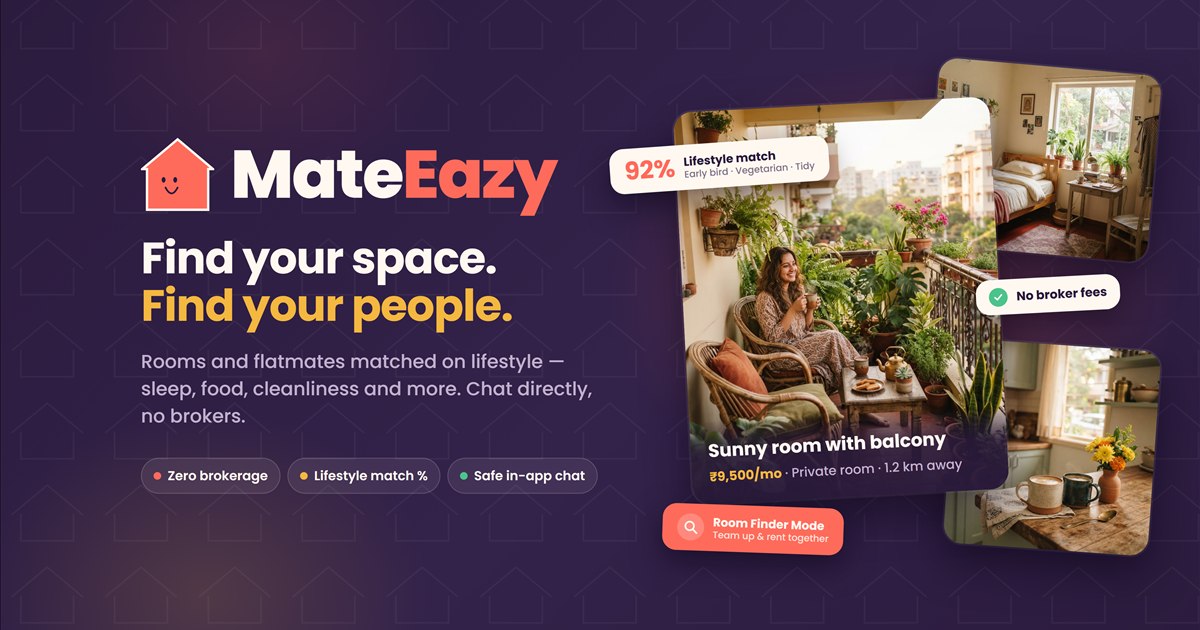 MateEazy
Find your space.
Find your people.
Rooms and flatmates matched on lifestyle —
sleep, food, cleanliness and more. Chat directly,
no brokers.
Zero brokerage
Lifestyle match %
Safe in-app chat
92%
Lifestyle match
Early bird · Vegetarian · Tidy
No broker fees
Sunny room with balcony
₹9,500/mo · Private room · 1.2 km away
Room Finder Mode
Team up & rent together